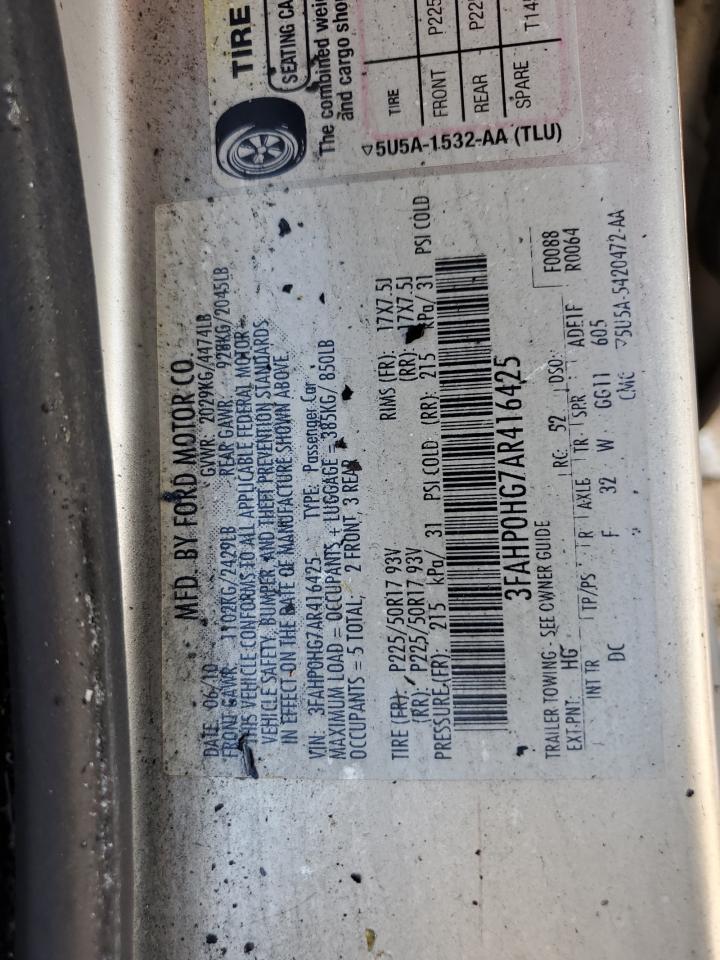 TIRE
SEATING CA
The combined wei
and cargo sho
TIRE
FRONT P225
REAR P22
SPARE T14
▽5U5A-1532-AA (TLU)
MFD. BY FORD MOTOR CO.
DATE: 06/10 GVWR: 2029KG/4474LB
FRONT GAWR: 1102KG/2429LB REAR GAWR: 928KG/2045LB
THIS VEHICLE CONFORMS TO ALL APPLICABLE FEDERAL MOTOR
VEHICLE SAFETY, BUMPER, AND THEFT PREVENTION STANDARDS
IN EFFECT ON THE DATE OF MANUFACTURE SHOWN ABOVE.
VIN: 3FAHP0HG7AR416425 TYPE: Passenger Car
MAXIMUM LOAD = OCCUPANTS + LUGGAGE = 385KG/ 850LB
OCCUPANTS = 5 TOTAL 2 FRONT, 3 REAR
TIRE (FR): P225/50R17 93V RIMS (FR): 17X7.5J
(RR): P225/50R17 93V (RR): 17X7.5J
PRESSURE(FR): 215 kPa/ 31 PSI COLD (RR): 215 kPa/ 31 PSI COLD
3FAHP0HG7AR416425
TRAILER TOWING - SEE OWNER GUIDE F0088
EXT-PNT: HG RC: 52 DSO: R0064
INT TR TP/PS R AXLE TR SPR ADE1F
DC F 32 W GG11 605
CMC ▽5U5A-5420472-AA